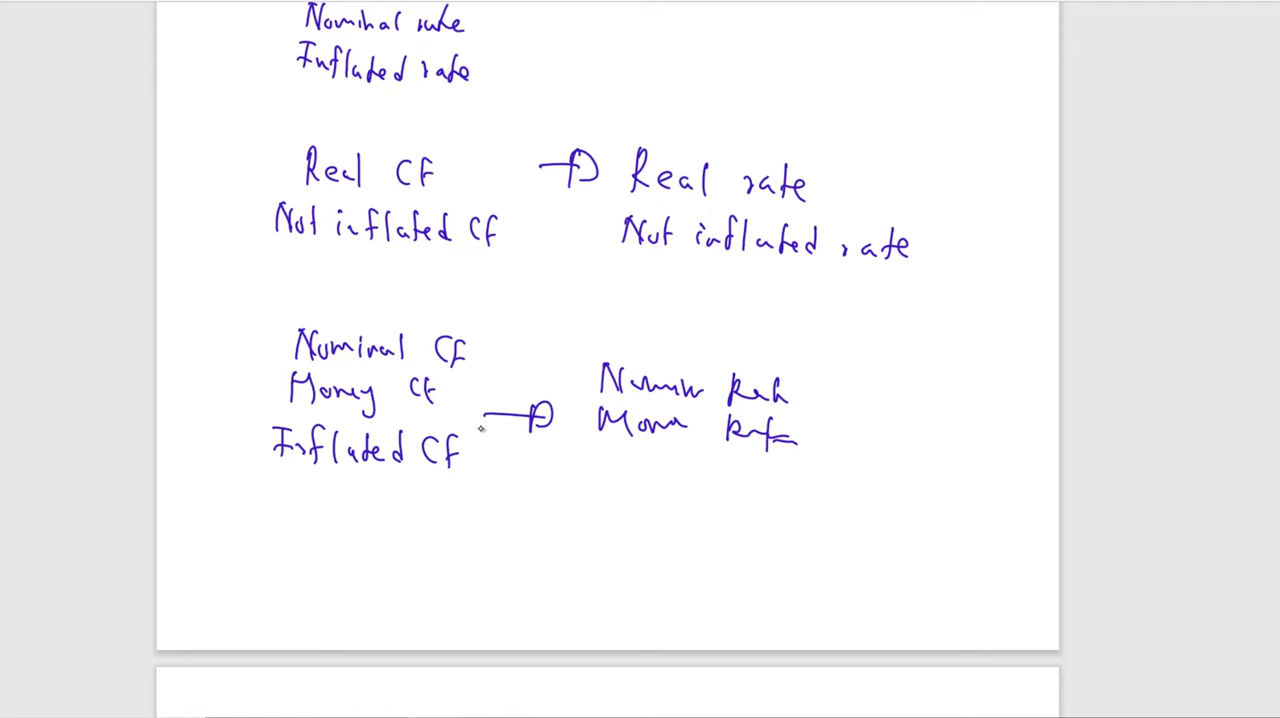 Nominal rate
Inflated rate
Real CF → Real rate
Not inflated CF Not inflated rate
Nominal CF
Money CF
Inflated CF →